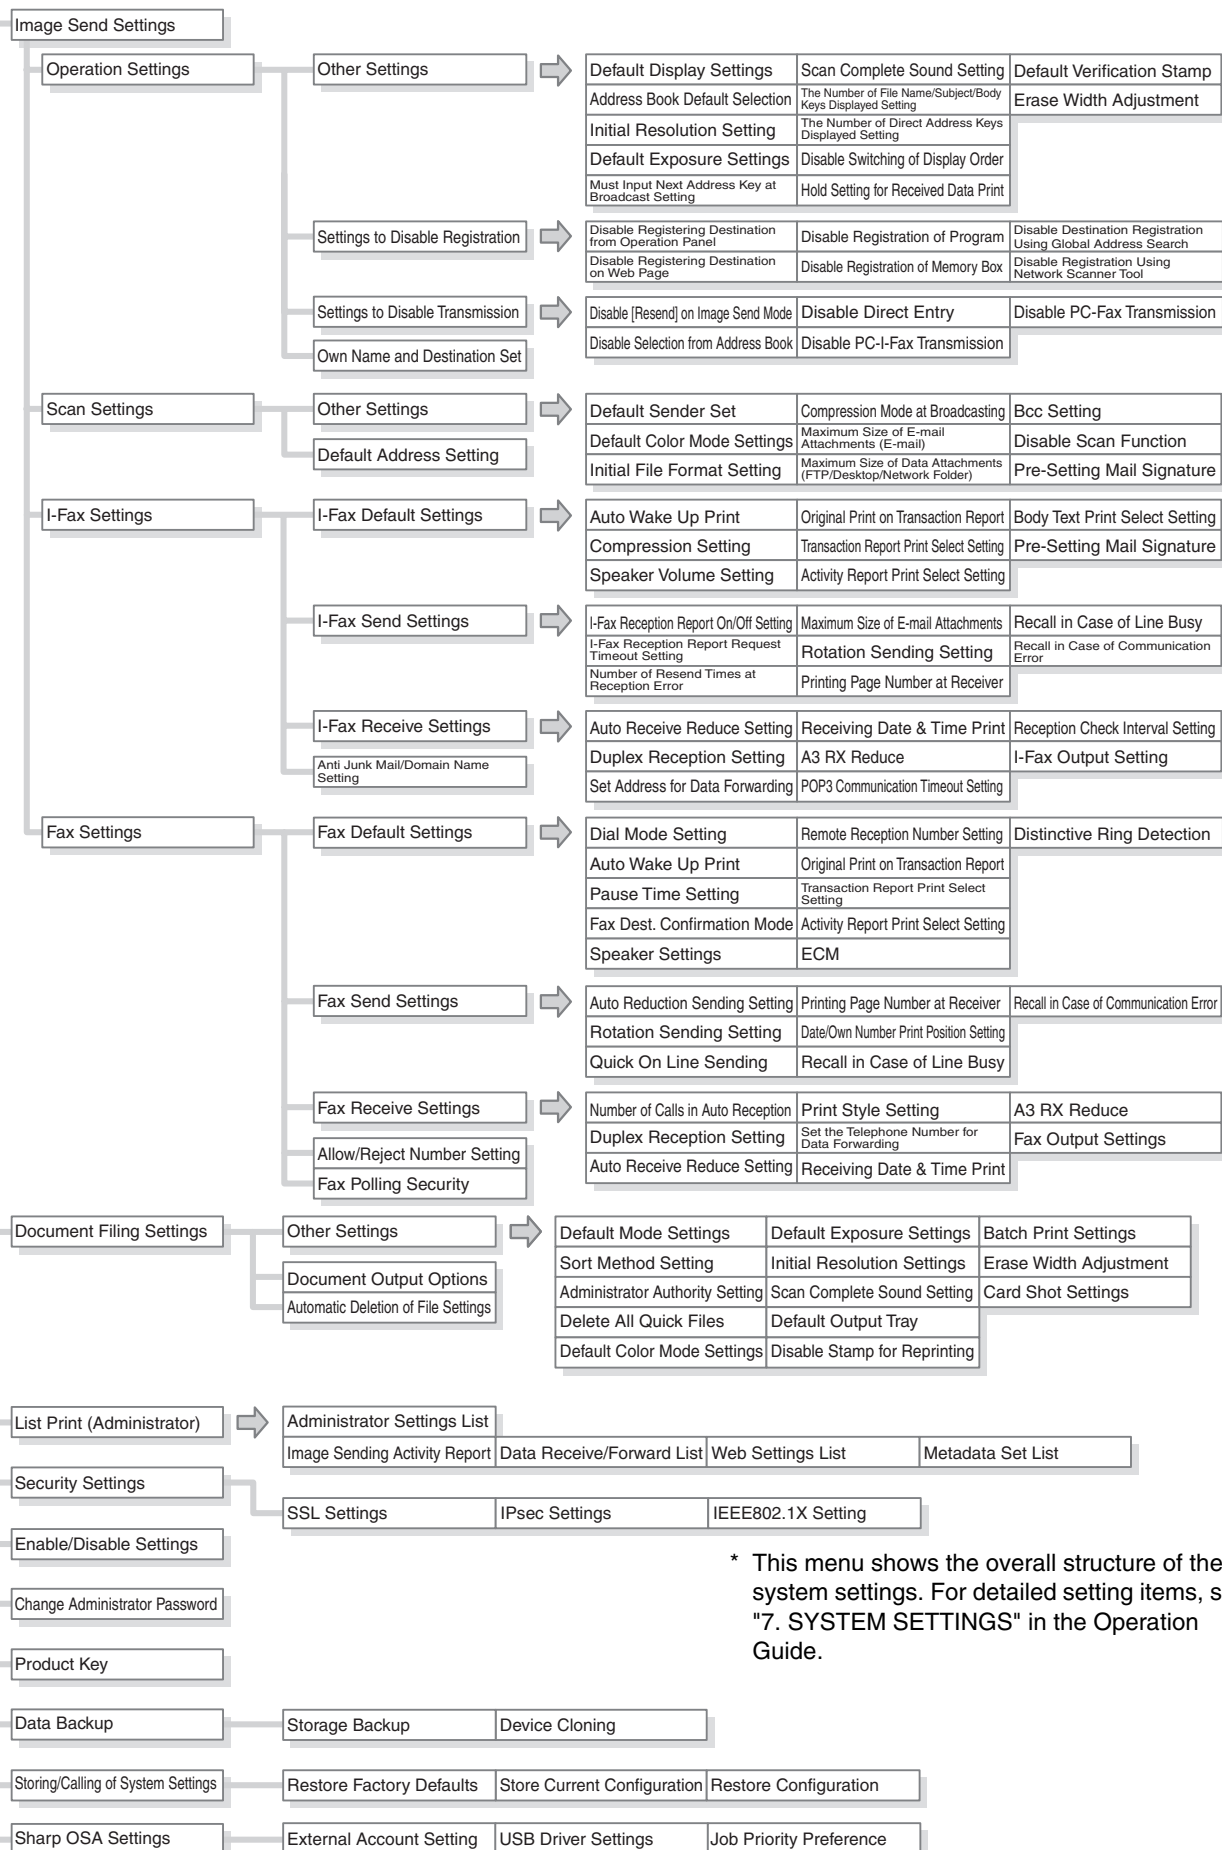 Image Send Settings
Operation Settings
Other Settings
Default Display Settings
Scan Complete Sound Setting
Default Verification Stamp
Address Book Default Selection
The Number of File Name/Subject/Body
Keys Displayed Setting
Erase Width Adjustment
Initial Resolution Setting
The Number of Direct Address Keys
Displayed Setting
Default Exposure Settings
Disable Switching of Display Order
Must Input Next Address Key at
Broadcast Setting
Hold Setting for Received Data Print
Settings to Disable Registration
Disable Registering Destination
from Operation Panel
Disable Registration of Program
Disable Destination Registration
Using Global Address Search
Disable Registering Destination
on Web Page
Disable Registration of Memory Box
Disable Registration Using
Network Scanner Tool
Settings to Disable Transmission
Disable [Resend] on Image Send Mode
Disable Direct Entry
Disable PC-Fax Transmission
Disable Selection from Address Book
Disable PC-I-Fax Transmission
Own Name and Destination Set
Scan Settings
Other Settings
Default Sender Set
Compression Mode at Broadcasting
Bcc Setting
Default Color Mode Settings
Maximum Size of E-mail
Attachments (E-mail)
Disable Scan Function
Default Address Setting
Initial File Format Setting
Maximum Size of Data Attachments
(FTP/Desktop/Network Folder)
Pre-Setting Mail Signature
I-Fax Settings
I-Fax Default Settings
Auto Wake Up Print
Original Print on Transaction Report
Body Text Print Select Setting
Compression Setting
Transaction Report Print Select Setting
Pre-Setting Mail Signature
Speaker Volume Setting
Activity Report Print Select Setting
I-Fax Send Settings
I-Fax Reception Report On/Off Setting
Maximum Size of E-mail Attachments
Recall in Case of Line Busy
I-Fax Reception Report Request
Timeout Setting
Rotation Sending Setting
Recall in Case of Communication
Error
Number of Resend Times at
Reception Error
Printing Page Number at Receiver
I-Fax Receive Settings
Auto Receive Reduce Setting
Receiving Date & Time Print
Reception Check Interval Setting
Duplex Reception Setting
A3 RX Reduce
I-Fax Output Setting
Anti Junk Mail/Domain Name
Setting
Set Address for Data Forwarding
POP3 Communication Timeout Setting
Fax Settings
Fax Default Settings
Dial Mode Setting
Remote Reception Number Setting
Distinctive Ring Detection
Auto Wake Up Print
Original Print on Transaction Report
Pause Time Setting
Transaction Report Print Select
Setting
Fax Dest. Confirmation Mode
Activity Report Print Select Setting
Speaker Settings
ECM
Fax Send Settings
Auto Reduction Sending Setting
Printing Page Number at Receiver
Recall in Case of Communication Error
Rotation Sending Setting
Date/Own Number Print Position Setting
Quick On Line Sending
Recall in Case of Line Busy
Fax Receive Settings
Number of Calls in Auto Reception
Print Style Setting
A3 RX Reduce
Duplex Reception Setting
Set the Telephone Number for
Data Forwarding
Fax Output Settings
Allow/Reject Number Setting
Auto Receive Reduce Setting
Receiving Date & Time Print
Fax Polling Security
Document Filing Settings
Other Settings
Default Mode Settings
Default Exposure Settings
Batch Print Settings
Sort Method Setting
Initial Resolution Settings
Erase Width Adjustment
Document Output Options
Administrator Authority Setting
Scan Complete Sound Setting
Card Shot Settings
Automatic Deletion of File Settings
Delete All Quick Files
Default Output Tray
Default Color Mode Settings
Disable Stamp for Reprinting
List Print (Administrator)
Administrator Settings List
Image Sending Activity Report
Data Receive/Forward List
Web Settings List
Metadata Set List
Security Settings
SSL Settings
IPsec Settings
IEEE802.1X Setting
Enable/Disable Settings
* This menu shows the overall structure of the
system settings. For detailed setting items, s
"7. SYSTEM SETTINGS" in the Operation
Guide.
Change Administrator Password
Product Key
Data Backup
Storage Backup
Device Cloning
Storing/Calling of System Settings
Restore Factory Defaults
Store Current Configuration
Restore Configuration
Sharp OSA Settings
External Account Setting
USB Driver Settings
Job Priority Preference